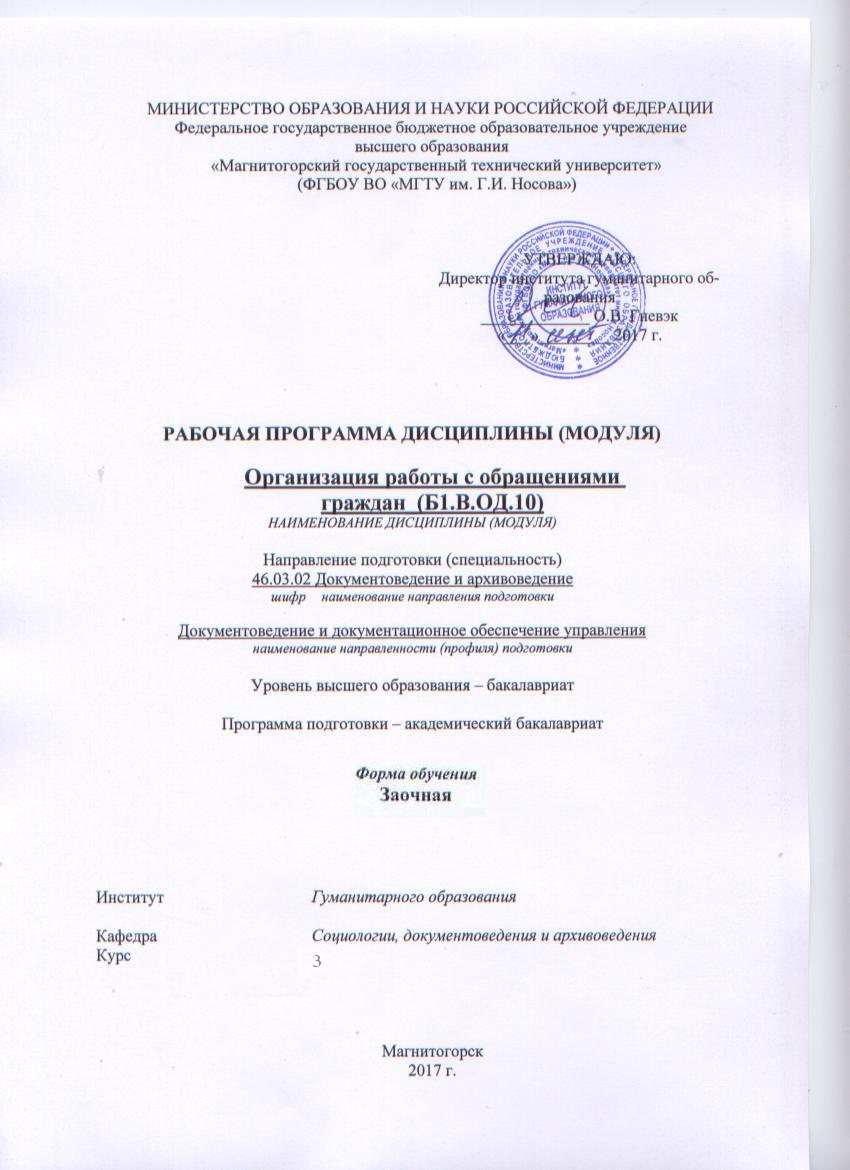 МИНИСТЕРСТВО ОБРАЗОВАНИЯ И НАУКИ РОССИЙСКОЙ ФЕДЕРАЦИИ
Федеральное государственное бюджетное образовательное учреждение
высшего образования
«Магнитогорский государственный технический университет»
(ФГБОУ ВО «МГТУ им. Г.И. Носова»)
УТВЕРЖДАЮ:
Директор института гуманитарного об-
разования
О.В. Гневэк
2017 г.
ИНСТИТУТ
ГУМАНИТАРНОГО
ОБРАЗОВАНИЯ
РАБОЧАЯ ПРОГРАММА ДИСЦИПЛИНЫ (МОДУЛЯ)
Организация работы с обращениями
граждан (Б1.В.ОД.10)
НАИМЕНОВАНИЕ ДИСЦИПЛИНЫ (МОДУЛЯ)
Направление подготовки (специальность)
46.03.02 Документоведение и архивоведение
шифр наименование направления подготовки
Документоведение и документационное обеспечение управления
наименование направленности (профиля) подготовки
Уровень высшего образования – бакалавриат
Программа подготовки – академический бакалавриат
Форма обучения
Заочная
Институт Гуманитарного образования
Кафедра Социологии, документоведения и архивоведения
Курс 3
Магнитогорск
2017 г.